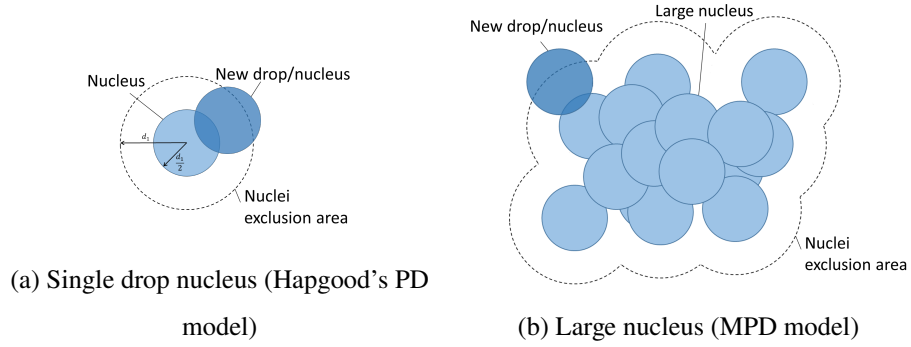 Nucleus
New drop/nucleus
d₁
d₁
2
Nuclei
exclusion area
(a) Single drop nucleus (Hapgood's PD
model)
Large nucleus
New drop/nucleus
Nuclei
exclusion area
(b) Large nucleus (MPD model)